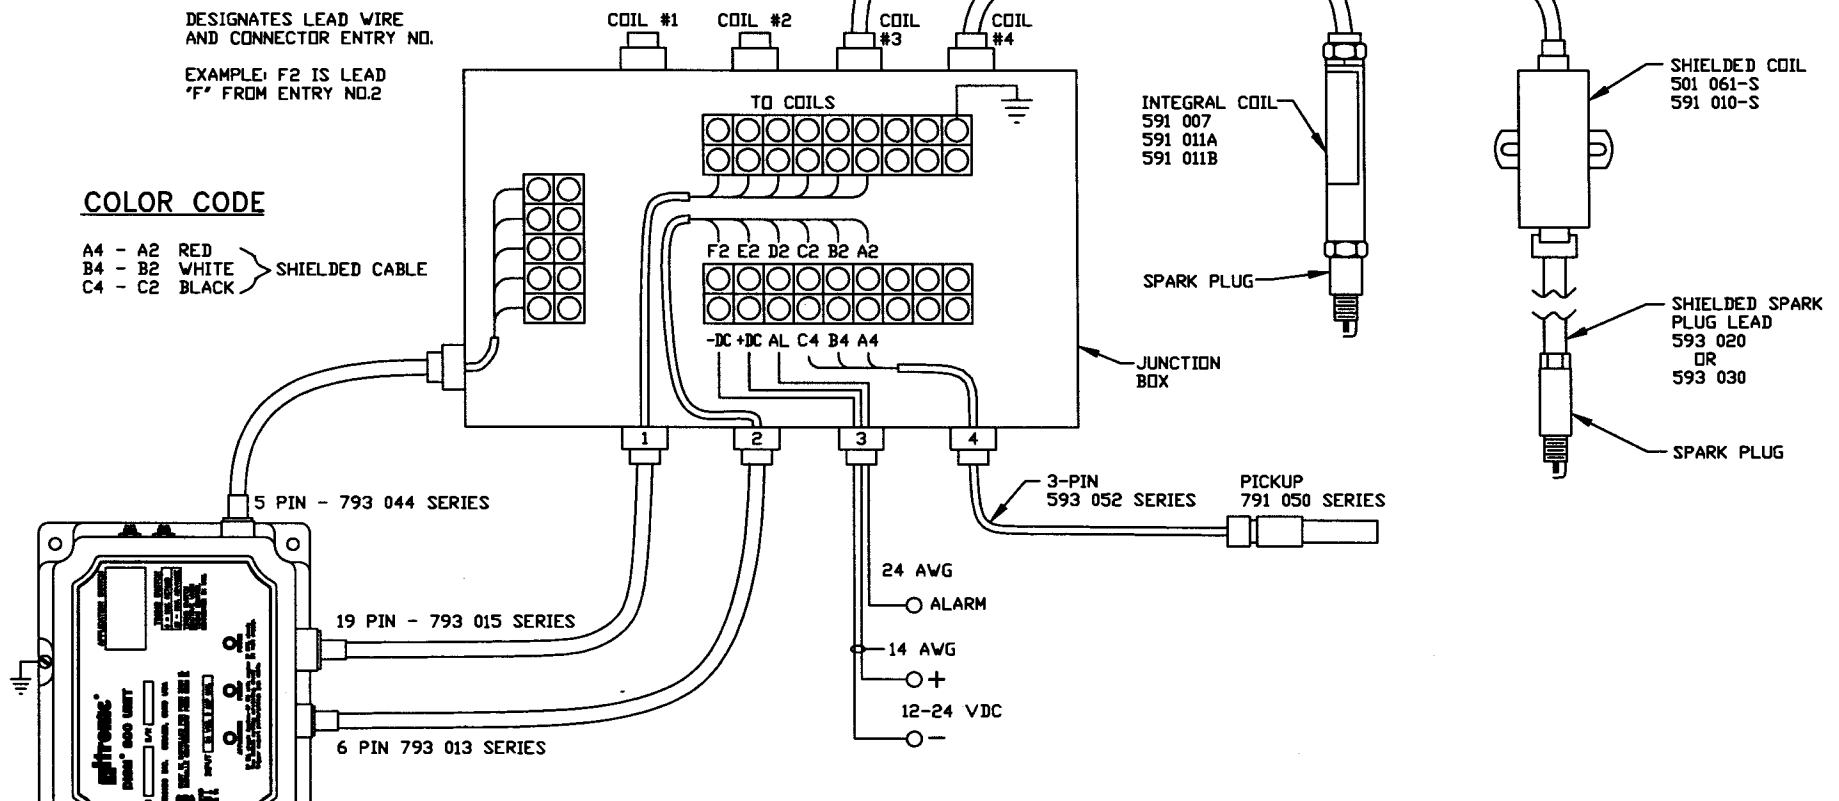 DESIGNATES LEAD WIRE
AND CONNECTOR ENTRY NO.
EXAMPLE: F2 IS LEAD
"F" FROM ENTRY NO.2
COIL #1
COIL #2
COIL
#3
COIL
#4
TO COILS
INTEGRAL COIL
591 007
591 011A
591 011B
SHIELDED COIL
501 061-S
591 010-S
COLOR CODE
A4 - A2 RED
B4 - B2 WHITE
C4 - C2 BLACK
SHIELDED CABLE
F2 E2 D2 C2 B2 A2
SPARK PLUG
SHIELDED SPARK
PLUG LEAD
593 020
OR
593 030
-DC +DC AL C4 B4 A4
JUNCTION
BOX
1
2
3
4
SPARK PLUG
5 PIN - 793 044 SERIES
3-PIN
593 052 SERIES
PICKUP
791 050 SERIES
24 AWG
ALARM
19 PIN - 793 015 SERIES
14 AWG
+
12-24 VDC
-
6 PIN 793 013 SERIES